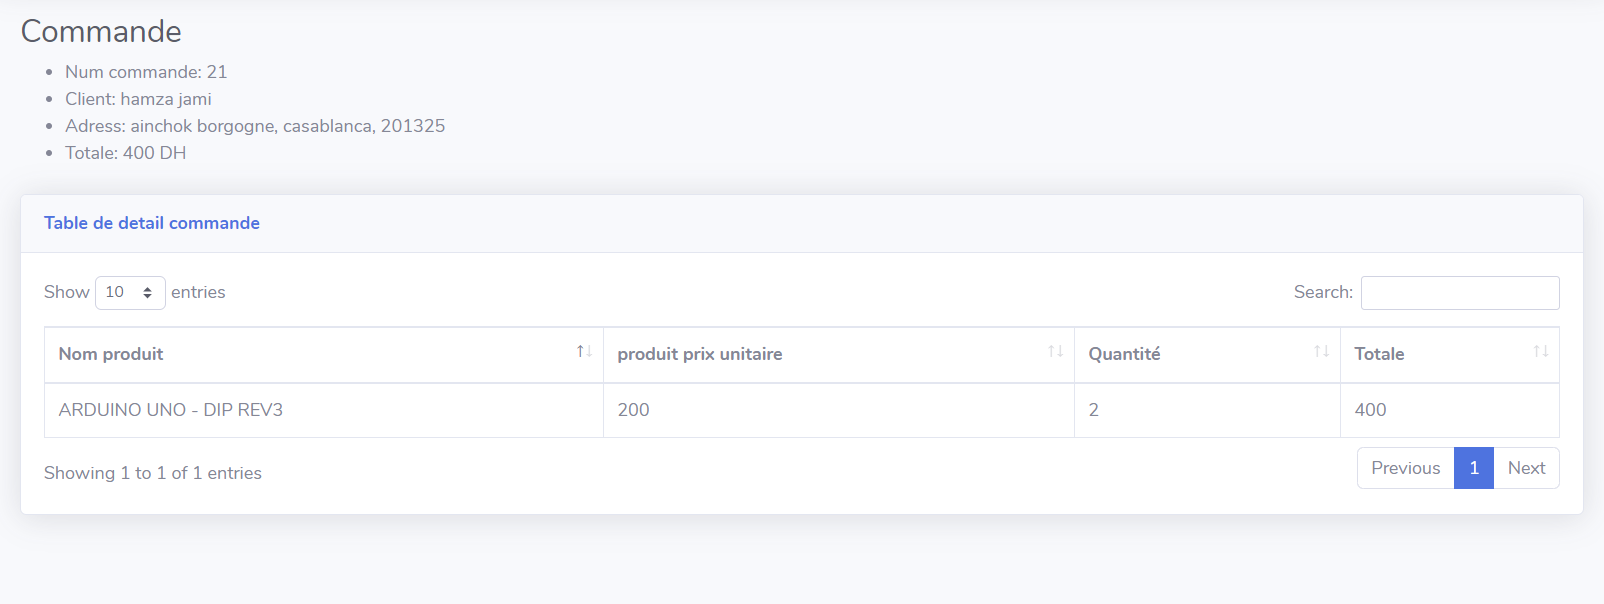 Commande
Num commande: 21
Client: hamza jami
Adress: ainchok borgogne, casablanca, 201325
Totale: 400 DH
Table de detail commande
Show 10 entries Search:
Nom produit produit prix unitaire Quantité Totale
ARDUINO UNO - DIP REV3 200 2 400
Showing 1 to 1 of 1 entries Previous 1 Next